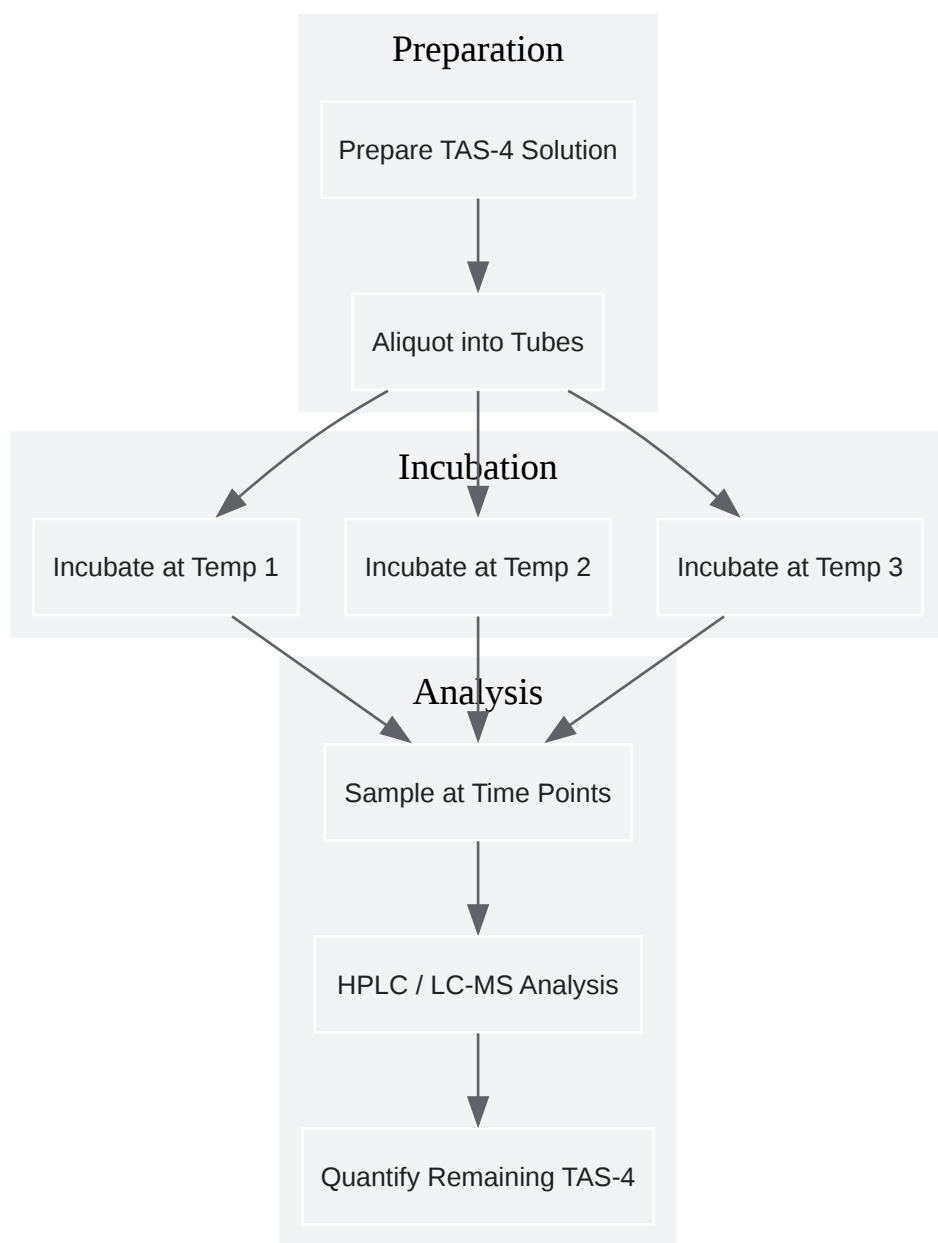 Preparation
Prepare TAS-4 Solution
Aliquot into Tubes
Incubation
Incubate at Temp 1
Incubate at Temp 2
Incubate at Temp 3
Analysis
Sample at Time Points
HPLC / LC-MS Analysis
Quantify Remaining TAS-4